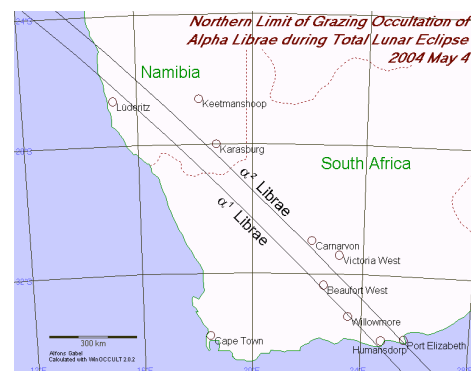 Northern Limit of Grazing Occultation of
Alpha Librae during Total Lunar Eclipse
2004 May 4
Namibia
Keetmanshoop
Lüderitz
Karasburg
South Africa
α² Librae
α¹ Librae
Carnarvon
Victoria West
Beaufort West
Willowmore
300 km
Alfons Gabel
Calculated with WinOCCULT 2.0.2
Cape Town
Humansdorp
Port Elizabeth